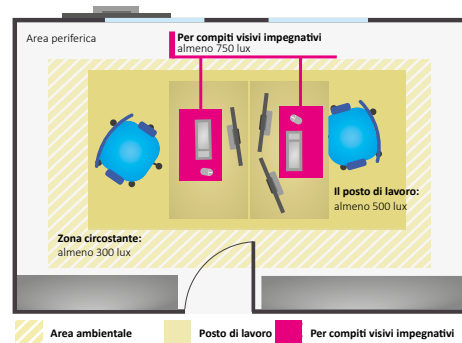 Area periferica
Per compiti visivi impegnativi
almeno 750 lux
Il posto di lavoro:
almeno 500 lux
Zona circostante:
almeno 300 lux
Area ambientale
Posto di lavoro
Per compiti visivi impegnativi